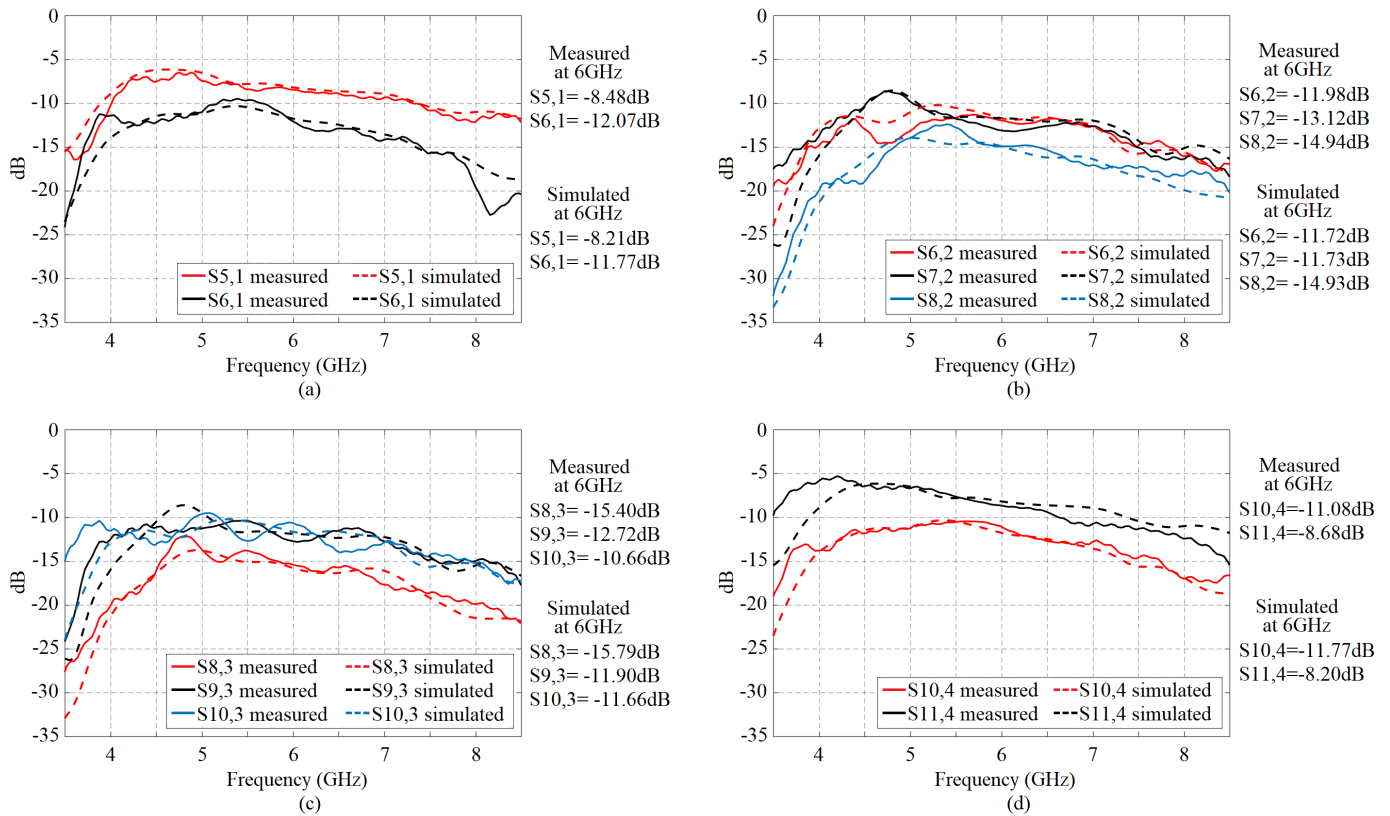 0
-5
-10
-15
-20
-25
-30
-35
dB
4 5 6 7 8
Frequency (GHz)
(a)
S5,1 measured S5,1 simulated
S6,1 measured S6,1 simulated
Measured
at 6GHz
S5,1= -8.48dB
S6,1= -12.07dB
Simulated
at 6GHz
S5,1= -8.21dB
S6,1= -11.77dB
0
-5
-10
-15
-20
-25
-30
-35
dB
4 5 6 7 8
Frequency (GHz)
(b)
S6,2 measured S6,2 simulated
S7,2 measured S7,2 simulated
S8,2 measured S8,2 simulated
Measured
at 6GHz
S6,2= -11.98dB
S7,2= -13.12dB
S8,2= -14.94dB
Simulated
at 6GHz
S6,2= -11.72dB
S7,2= -11.73dB
S8,2= -14.93dB
0
-5
-10
-15
-20
-25
-30
-35
dB
4 5 6 7 8
Frequency (GHz)
(c)
S8,3 measured S8,3 simulated
S9,3 measured S9,3 simulated
S10,3 measured S10,3 simulated
Measured
at 6GHz
S8,3= -15.40dB
S9,3= -12.72dB
S10,3= -10.66dB
Simulated
at 6GHz
S8,3= -15.79dB
S9,3= -11.90dB
S10,3= -11.66dB
0
-5
-10
-15
-20
-25
-30
-35
dB
4 5 6 7 8
Frequency (GHz)
(d)
S10,4 measured S10,4 simulated
S11,4 measured S11,4 simulated
Measured
at 6GHz
S10,4=-11.08dB
S11,4=-8.68dB
Simulated
at 6GHz
S10,4=-11.77dB
S11,4=-8.20dB